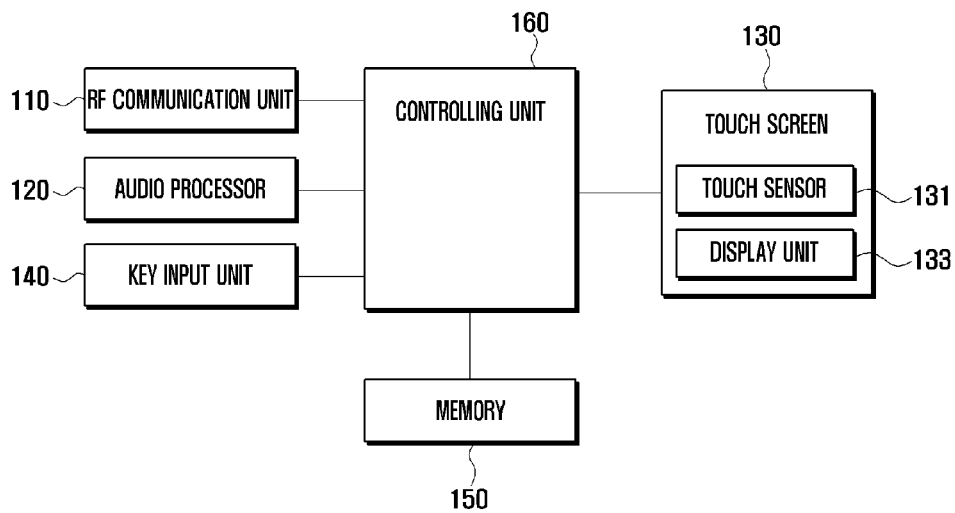 160
130
110
RF COMMUNICATION UNIT
CONTROLLING UNIT
TOUCH SCREEN
120
AUDIO PROCESSOR
TOUCH SENSOR
131
140
KEY INPUT UNIT
DISPLAY UNIT
133
MEMORY
150